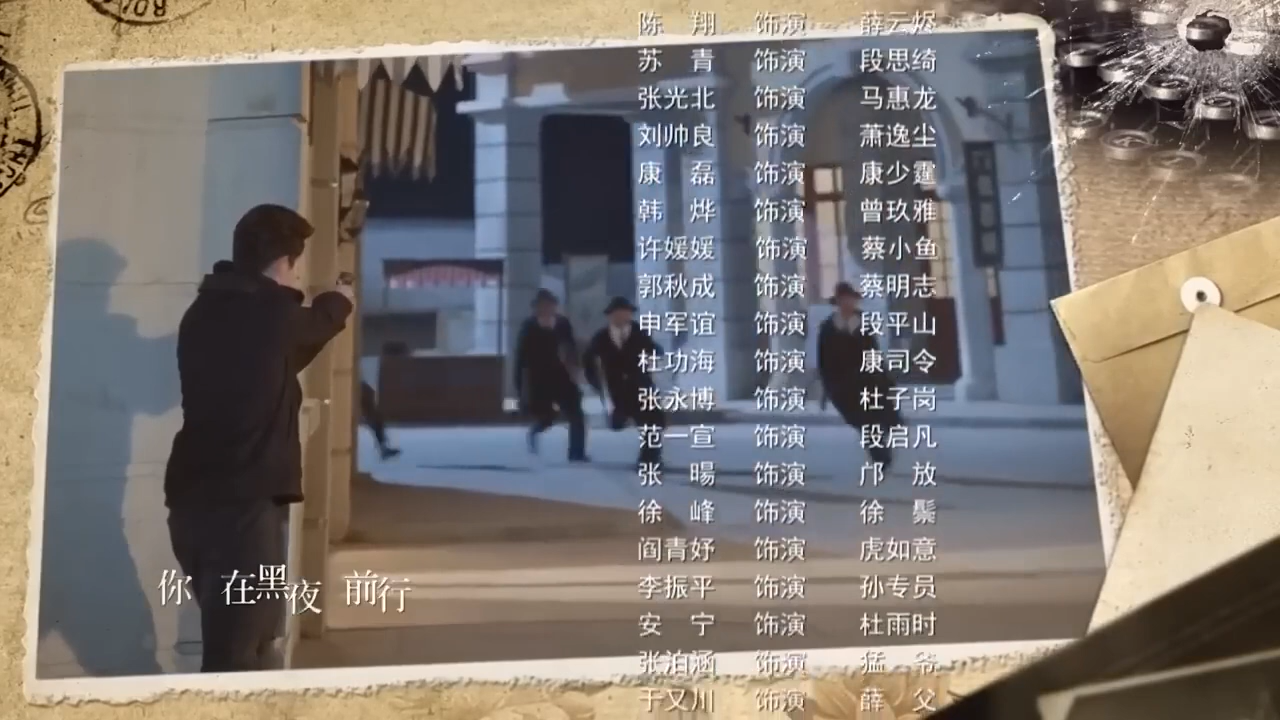 陈 翔 饰演 薛云烬
苏 青 饰演 段思绮
张光北 饰演 马惠龙
刘帅良 饰演 萧逸尘
康 磊 饰演 康少霆
韩 烨 饰演 曾玖雅
许媛媛 饰演 蔡小鱼
郭秋成 饰演 蔡明志
申军谊 饰演 段平山
杜功海 饰演 康司令
张永博 饰演 杜子岗
范一宣 饰演 段启凡
张 暘 饰演 邝 放
徐 峰 饰演 徐 鬃
阎青妤 饰演 虎如意
李振平 饰演 孙专员
安 宁 饰演 杜雨时
张泊涵 饰演 猛 爷
于又川 饰演 薛 父
你 在黑夜 前行